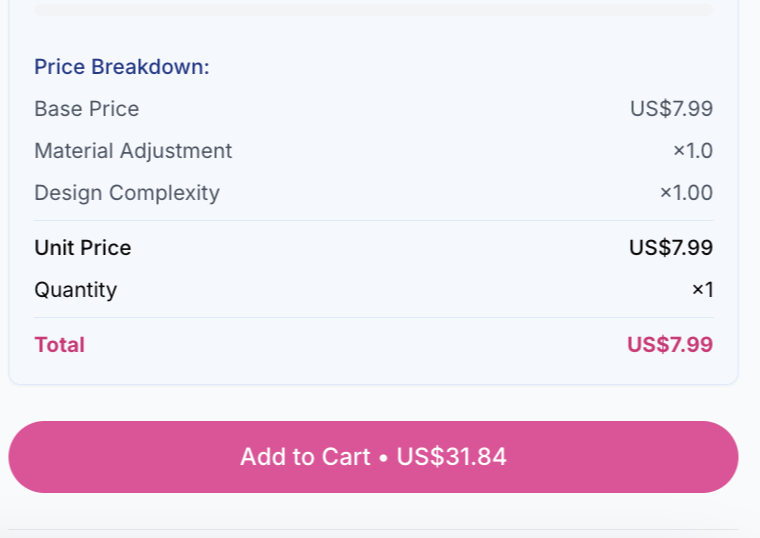 Price Breakdown:
Base Price US$7.99
Material Adjustment ×1.0
Design Complexity ×1.00
Unit Price US$7.99
Quantity ×1
Total US$7.99
Add to Cart • US$31.84